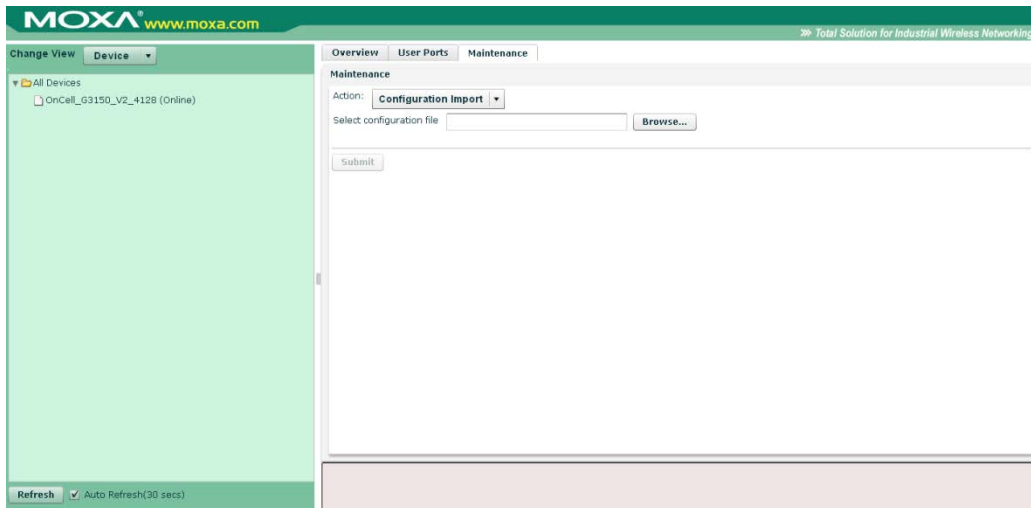 MOXA® www.moxa.com
Total Solution for Industrial Wireless Networking
Change View Device
All Devices
OnCell_G3150_V2_4128 (Online)
Refresh Auto Refresh(30 secs)
Overview User Ports Maintenance
Maintenance
Action: Configuration Import
Select configuration file Browse...
Submit